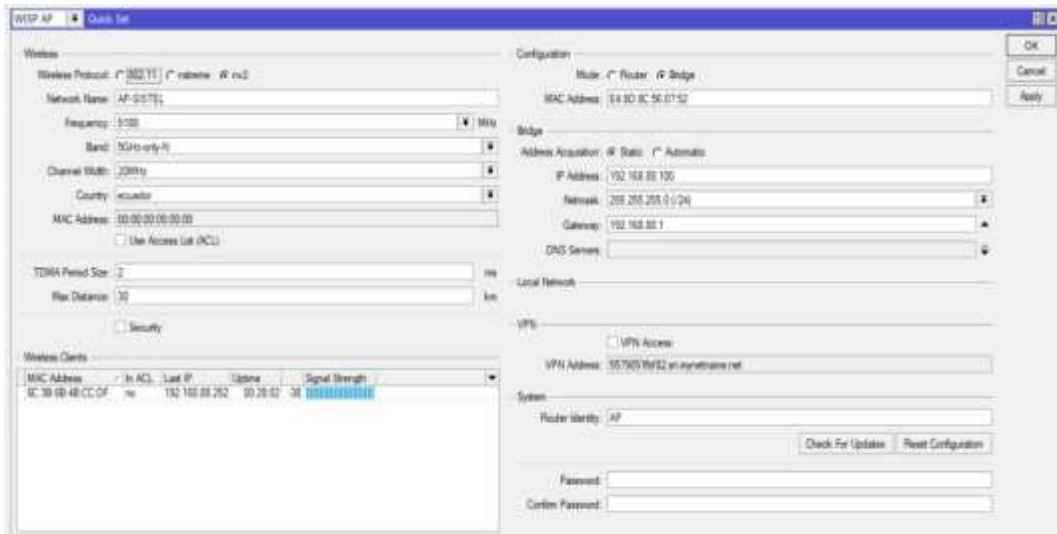 WISP AP Quick Set
OK
Cancel
Apply
Wireless
Wireless Protocol: 802.11 nstreme nv2
Network Name: AP-SISTEL
Frequency: 5180 MHz
Band: 5GHz-only-N
Channel Width: 20MHz
Country: ecuador
MAC Address: 00:00:00:00:00:00
Use Access List (ACL)
TDMA Period Size: 2 ms
Max Distance: 30 km
Security
Wireless Clients
MAC Address In ACL Last IP Uptime Signal Strength
6C:3B:6B:4B:CC:DF no 192.168.88.252
Configuration
Mode: Router Bridge
MAC Address:
Bridge
Address Acquisition: Static Automatic
IP Address: 192.168.88.100
Netmask: 255.255.255.0 (/24)
Gateway: 192.168.88.1
DNS Servers:
Local Network
VPN
VPN Access
VPN Address:
System
Router Identity: AP
Check For Updates Reset Configuration
Password:
Confirm Password: